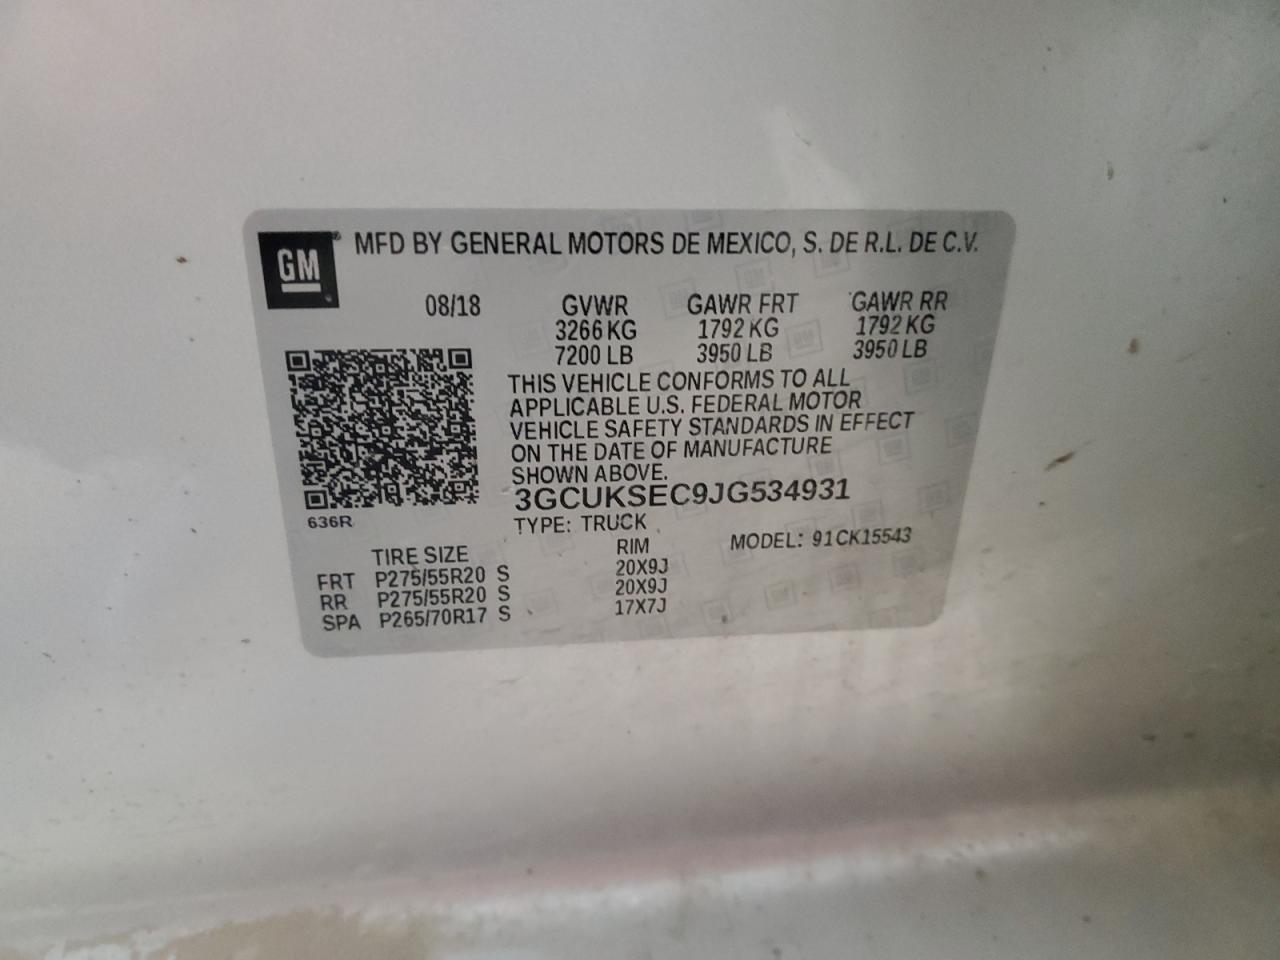 GM
MFD BY GENERAL MOTORS DE MEXICO, S. DE R.L. DE C.V.
08/18 GVWR GAWR FRT GAWR RR
3266 KG 1792 KG 1792 KG
7200 LB 3950 LB 3950 LB
THIS VEHICLE CONFORMS TO ALL
APPLICABLE U.S. FEDERAL MOTOR
VEHICLE SAFETY STANDARDS IN EFFECT
ON THE DATE OF MANUFACTURE
SHOWN ABOVE.
3GCUKSEC9JG534931
636R
TYPE: TRUCK
MODEL: 91CK15543
TIRE SIZE RIM
FRT P275/55R20 S 20X9J
RR P275/55R20 S 20X9J
SPA P265/70R17 S 17X7J